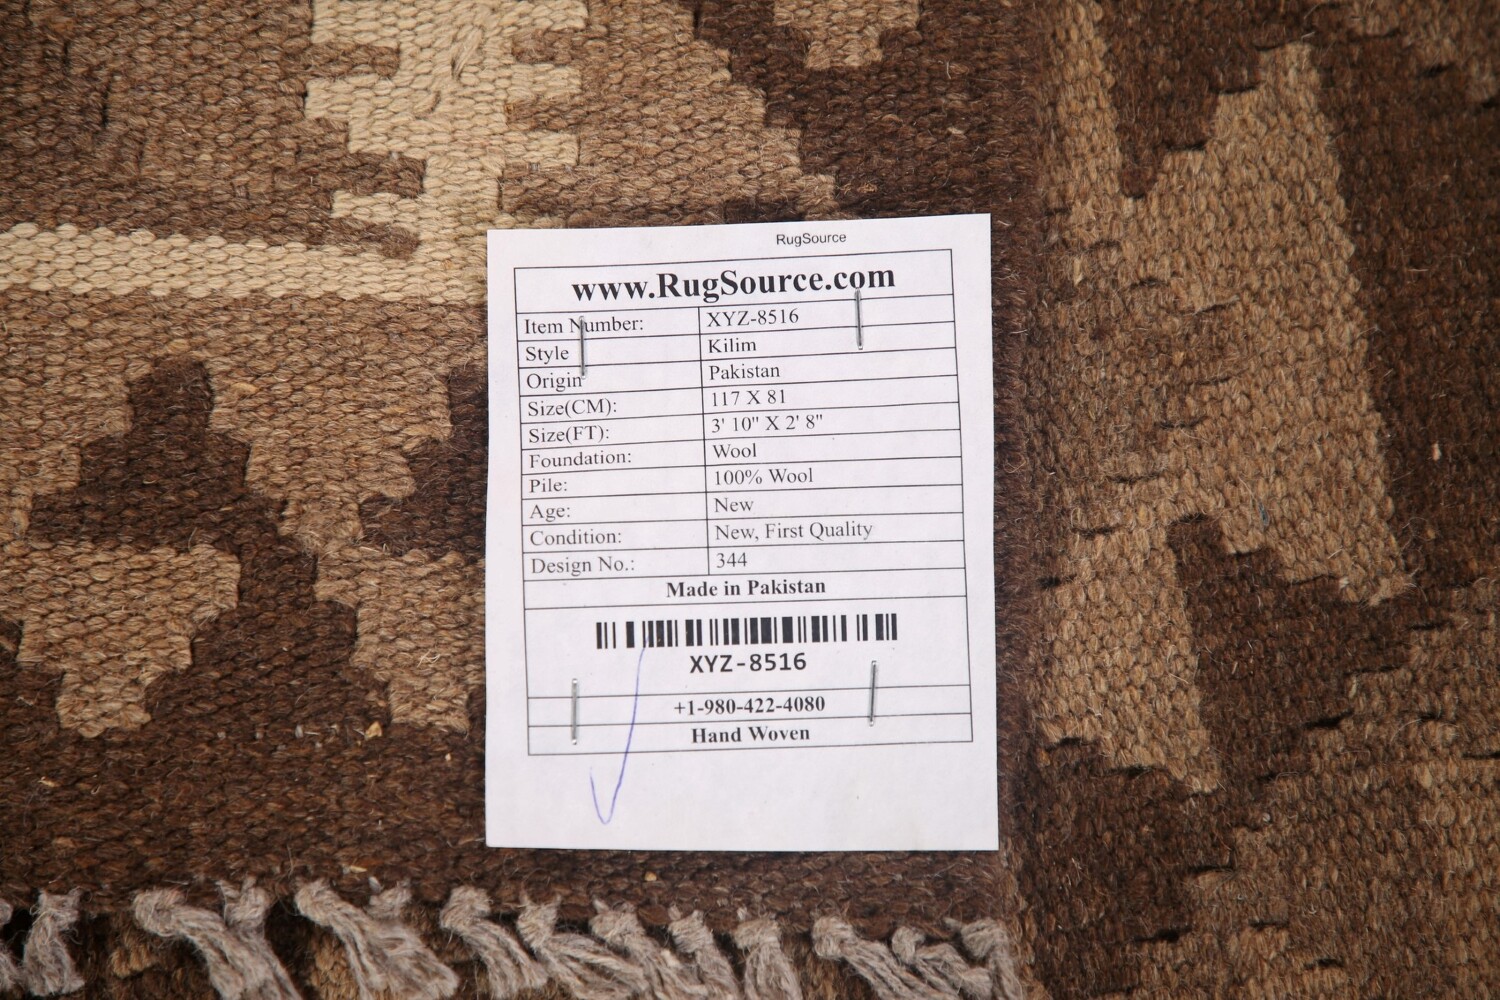 RugSource
www.RugSource.com
Item Number: XYZ-8516
Style Kilim
Origin Pakistan
Size(CM): 117 X 81
Size(FT): 3' 10" X 2' 8"
Foundation: Wool
Pile: 100% Wool
Age: New
Condition: New, First Quality
Design No.: 344
Made in Pakistan
XYZ-8516
+1-980-422-4080
Hand Woven